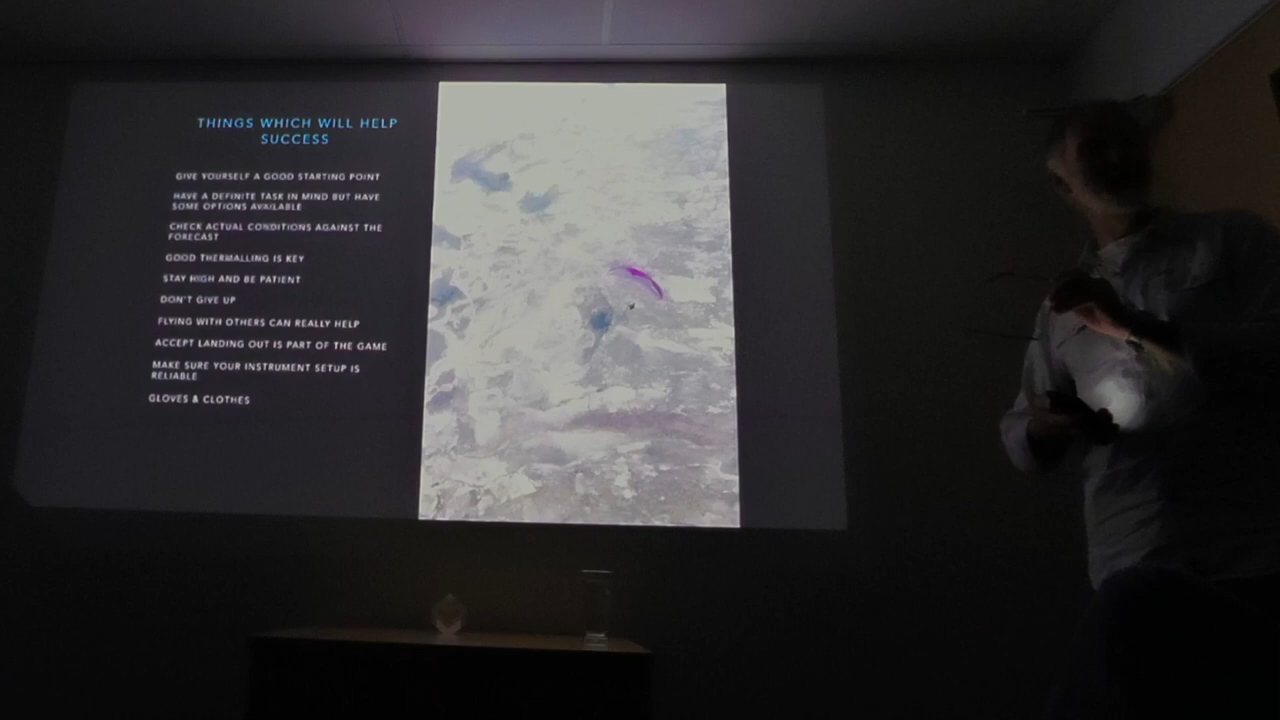 THINGS WHICH WILL HELP
SUCCESS
GIVE YOURSELF A GOOD STARTING POINT
HAVE A DEFINITE TASK IN MIND BUT HAVE
SOME OPTIONS AVAILABLE
CHECK ACTUAL CONDITIONS AGAINST THE
FORECAST
GOOD THERMALLING IS KEY
STAY HIGH AND BE PATIENT
DON'T GIVE UP
FLYING WITH OTHERS CAN REALLY HELP
ACCEPT LANDING OUT IS PART OF THE GAME
MAKE SURE YOUR INSTRUMENT SETUP IS
RELIABLE
GLOVES & CLOTHES